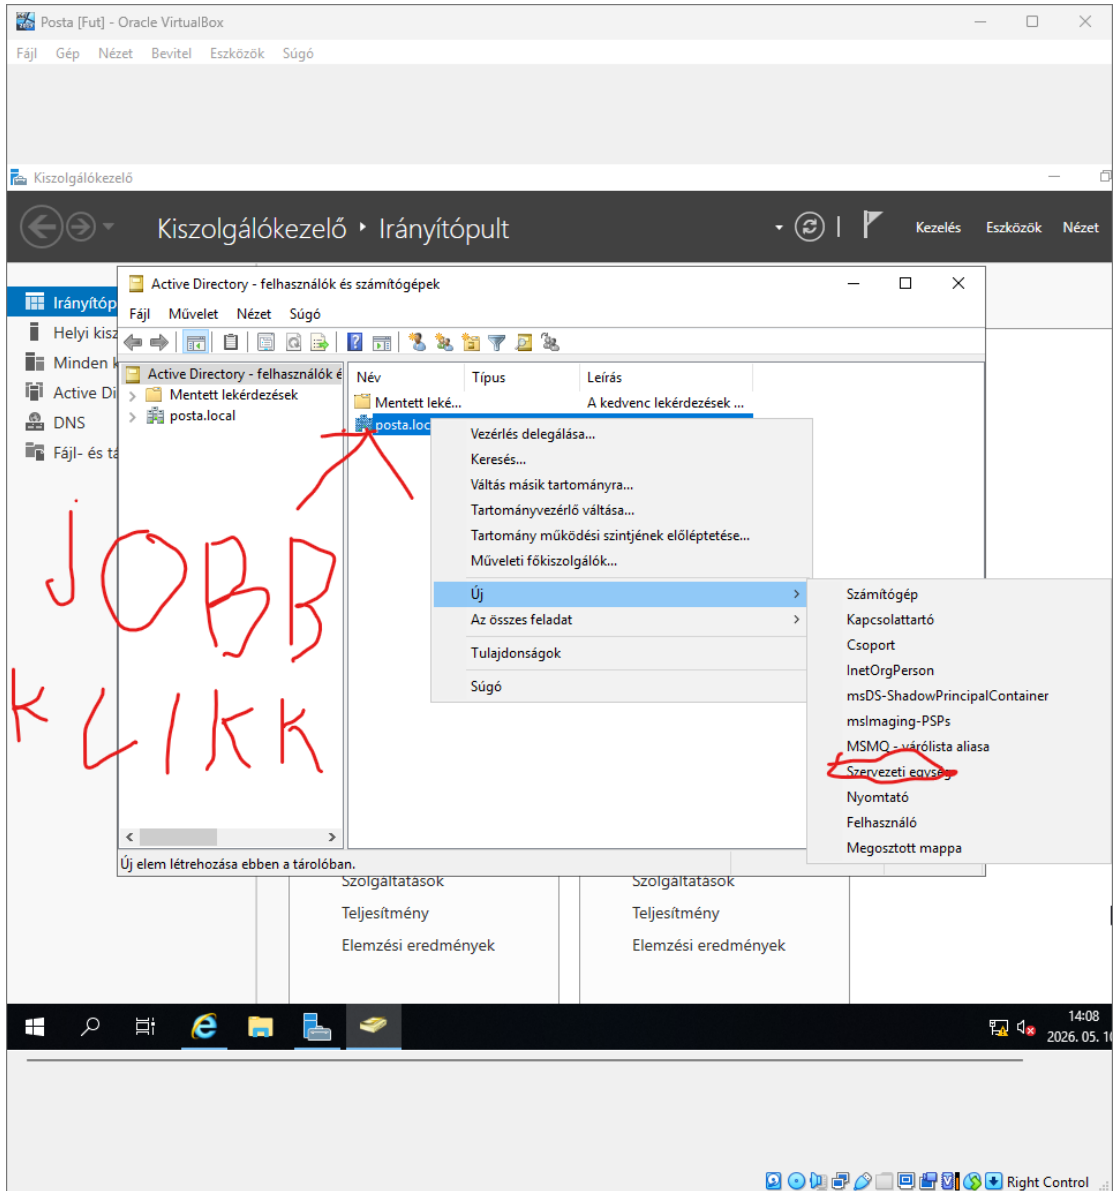 Posta [Fut] - Oracle VirtualBox
Fájl Gép Nézet Bevitel Eszközök Súgó
Kiszolgálókezelő
Kiszolgálókezelő Irányítópult
Kezelés Eszközök Nézet
Irányítóp
Helyi kisz
Minden k
Active Di
DNS
Fájl- és tá
Active Directory - felhasználók és számítógépek
Fájl Művelet Nézet Súgó
Active Directory - felhasználók é
Mentett lekérdezések
posta.local
Név Típus Leírás
Mentett leké... A kedvenc lekérdezések ...
posta.loc
Vezérlés delegálása...
Keresés...
Váltás másik tartományra...
Tartományvezérlő váltása...
Tartomány működési szintjének előléptetése...
Műveleti főkiszolgálók...
Új
Az összes feladat
Tulajdonságok
Súgó
Számítógép
Kapcsolattartó
Csoport
InetOrgPerson
msDS-ShadowPrincipalContainer
msImaging-PSPs
MSMQ - várólista aliasa
Szervezeti egység
Nyomtató
Felhasználó
Megosztott mappa
jOBB
KLIKK
Új elem létrehozása ebben a tárolóban.
Szolgáltatások Szolgáltatások
Teljesítmény Teljesítmény
Elemzési eredmények Elemzési eredmények
14:08
2026. 05. 10
Right Control